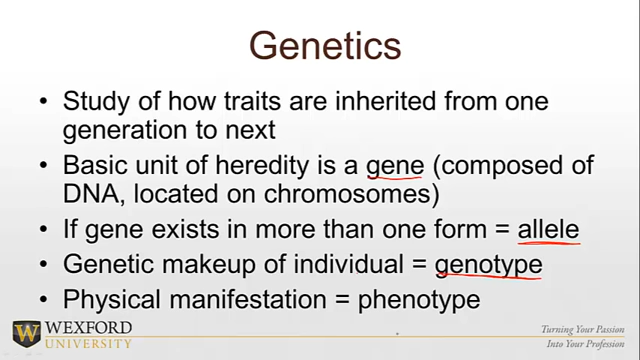 Genetics
• Study of how traits are inherited from one
generation to next
• Basic unit of heredity is a gene (composed of
DNA, located on chromosomes)
• If gene exists in more than one form = allele
• Genetic makeup of individual = genotype
• Physical manifestation = phenotype
W WEXFORD
UNIVERSITY
Turning Your Passion
Into Your Profession